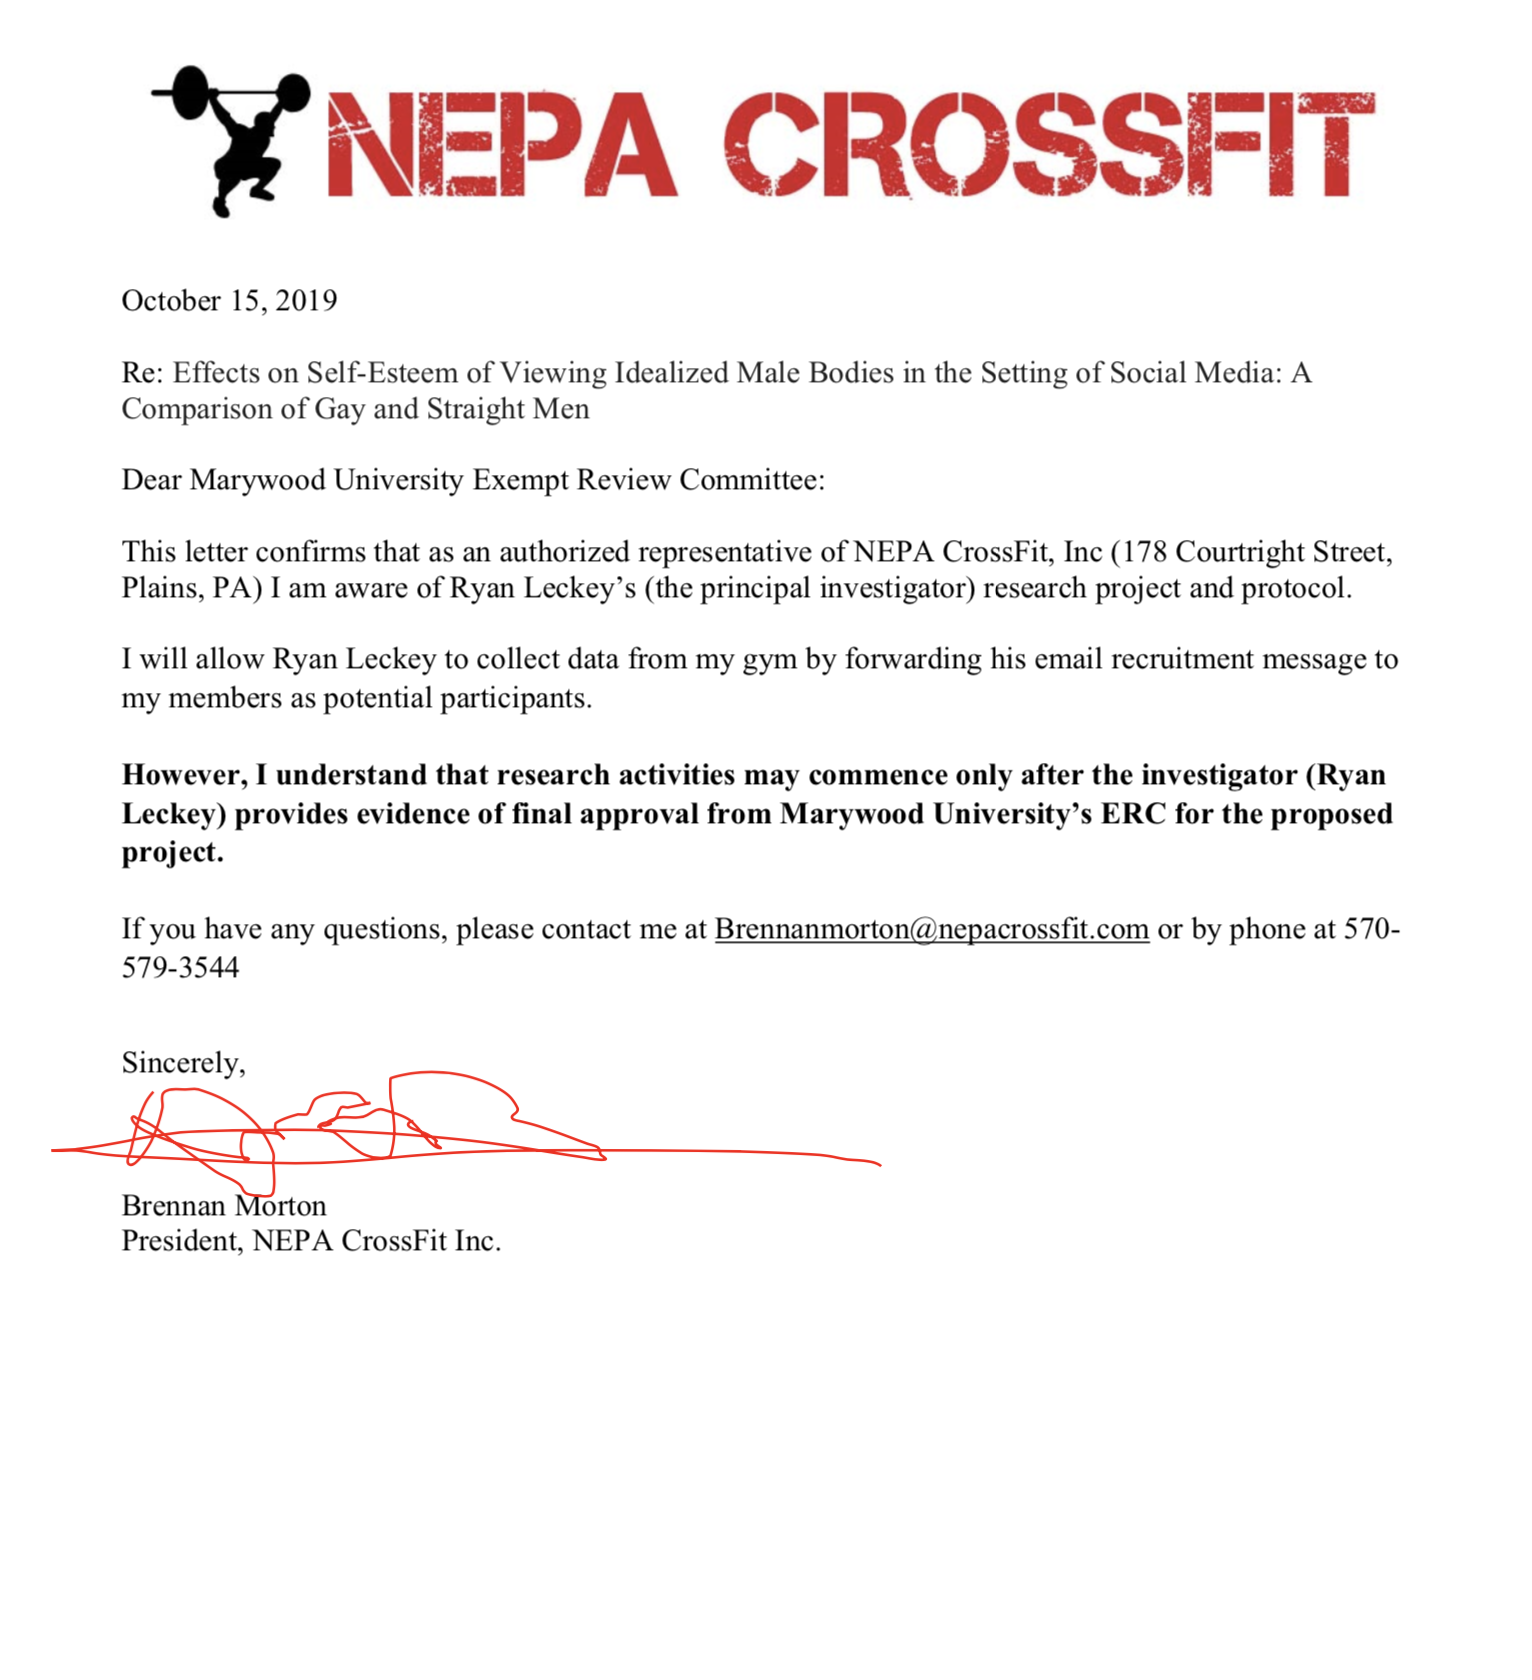 NEPA CROSSFIT
October 15, 2019
Re: Effects on Self-Esteem of Viewing Idealized Male Bodies in the Setting of Social Media: A
Comparison of Gay and Straight Men
Dear Marywood University Exempt Review Committee:
This letter confirms that as an authorized representative of NEPA CrossFit, Inc (178 Courtright Street,
Plains, PA) I am aware of Ryan Leckey’s (the principal investigator) research project and protocol.
I will allow Ryan Leckey to collect data from my gym by forwarding his email recruitment message to
my members as potential participants.
However, I understand that research activities may commence only after the investigator (Ryan
Leckey) provides evidence of final approval from Marywood University’s ERC for the proposed
project.
If you have any questions, please contact me at Brennanmorton@nepacrossfit.com or by phone at 570-
579-3544
Sincerely,
Brennan Morton
President, NEPA CrossFit Inc.